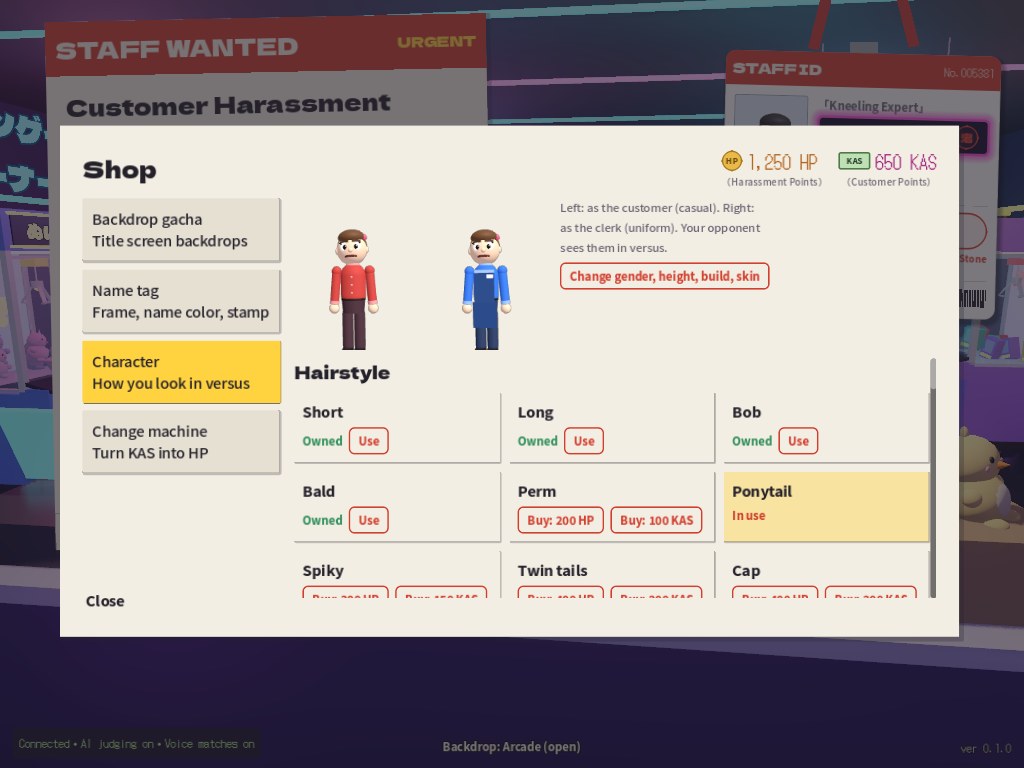 STAFF WANTED
URGENT
Customer Harassment
STAFF ID
No. 005381
「Kneeling Expert」
Shop
HP 1,250 HP
(Harassment Points)
KAS 650 KAS
(Customer Points)
Backdrop gacha
Title screen backdrops
Name tag
Frame, name color, stamp
Character
How you look in versus
Change machine
Turn KAS into HP
Close
Left: as the customer (casual). Right:
as the clerk (uniform). Your opponent
sees them in versus.
Change gender, height, build, skin
Hairstyle
Short
Owned Use
Long
Owned Use
Bob
Owned Use
Bald
Owned Use
Perm
Buy: 200 HP Buy: 100 KAS
Ponytail
In use
Spiky
Twin tails
Cap
Stone
Connected • AI judging on • Voice matches on
Backdrop: Arcade (open)
ver 0.1.0